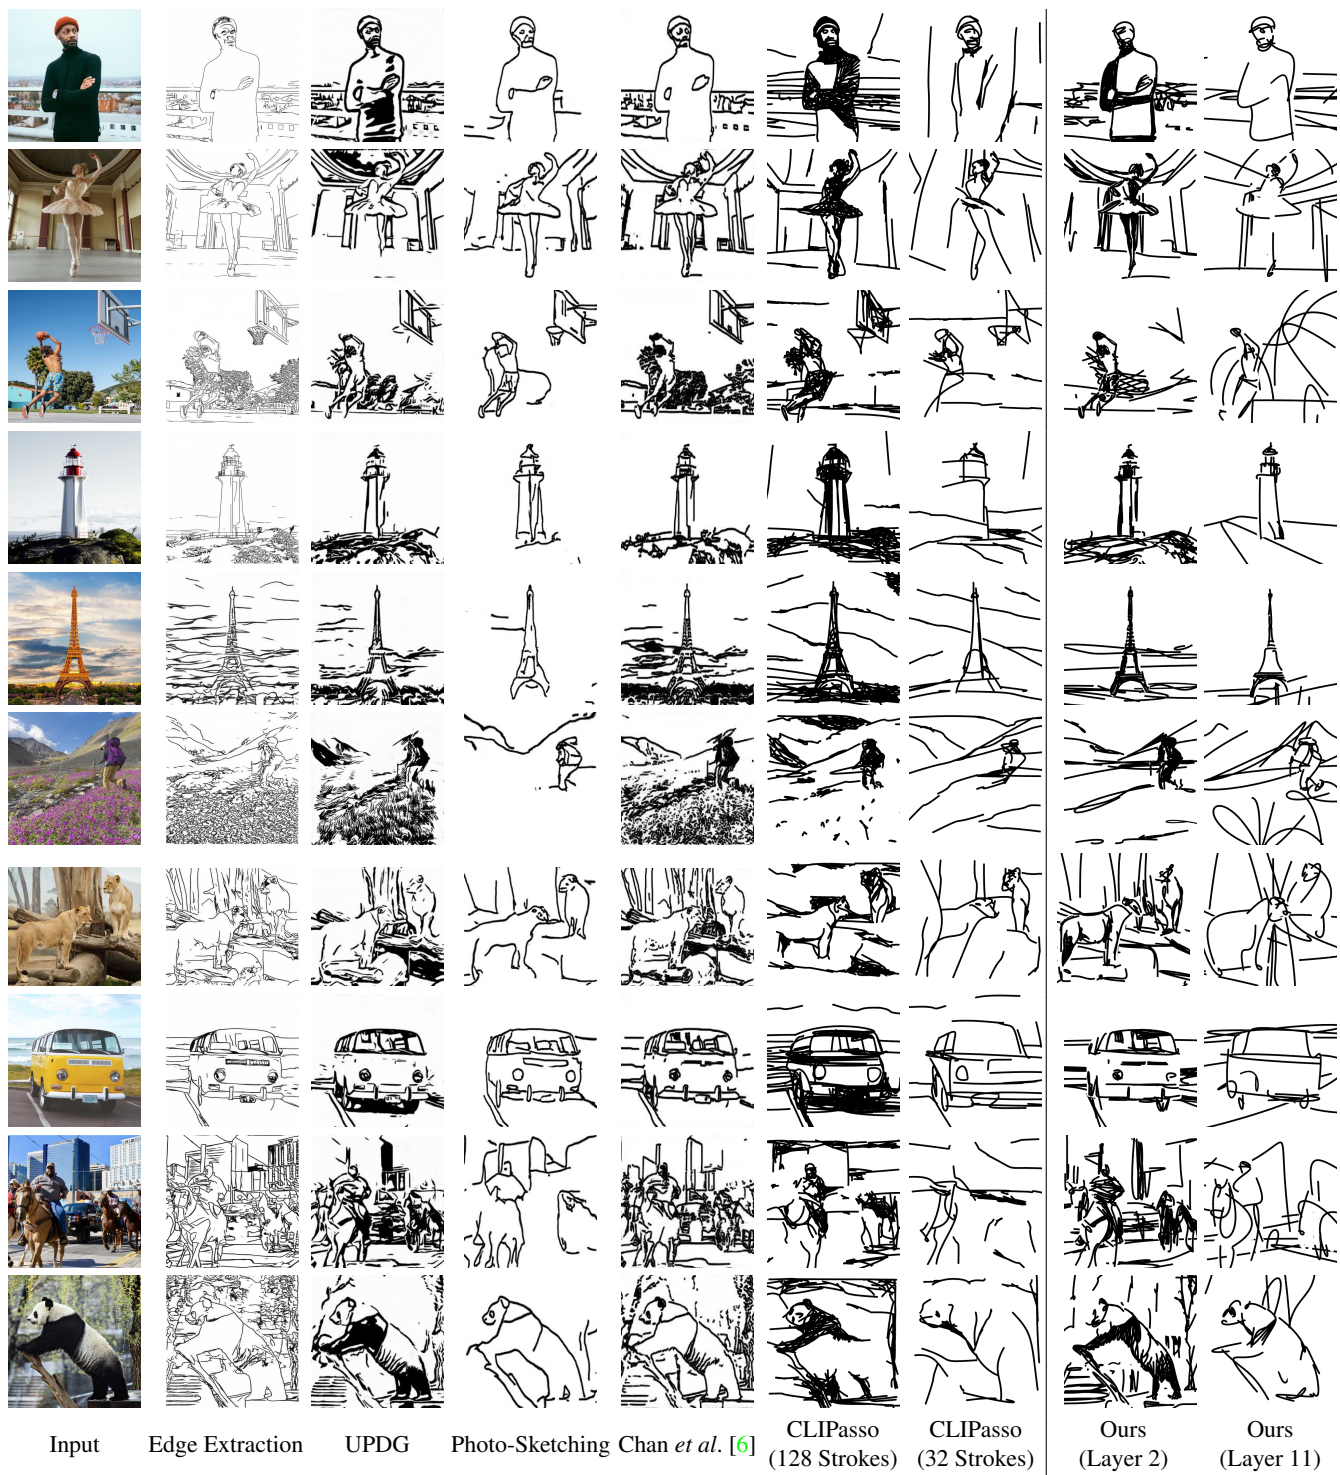 Input
Edge Extraction
UPDG
Photo-Sketching
Chan et al. [6]
CLIPasso
(128 Strokes)
CLIPasso
(32 Strokes)
Ours
(Layer 2)
Ours
(Layer 11)